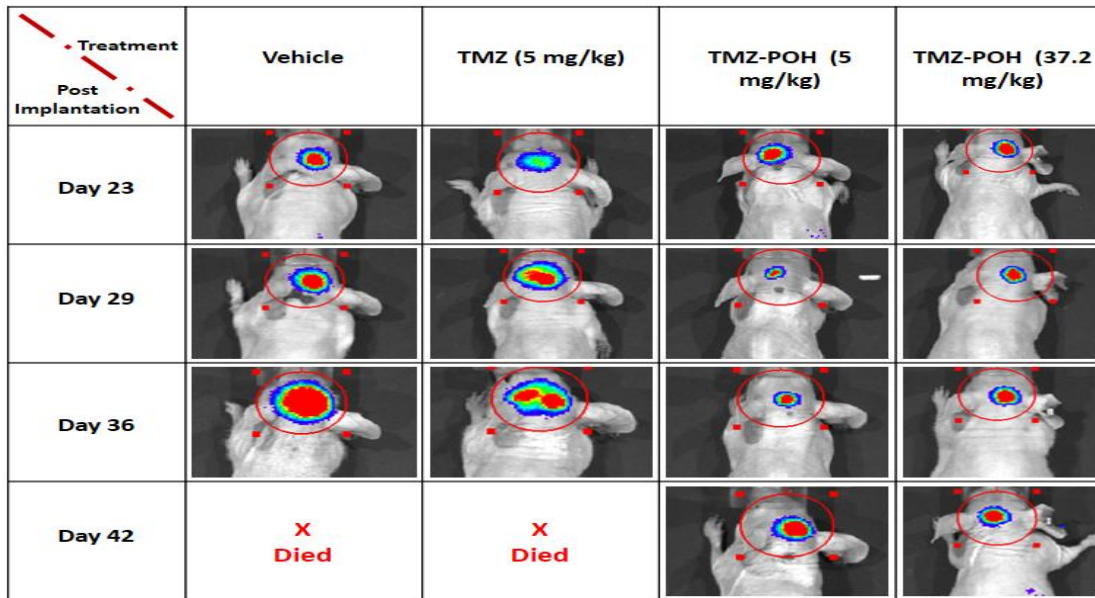 Treatment
Post
Implantation
Vehicle
TMZ (5 mg/kg)
TMZ-POH (5
mg/kg)
TMZ-POH (37.2
mg/kg)
Day 23
Day 29
Day 36
Day 42
X
Died
X
Died